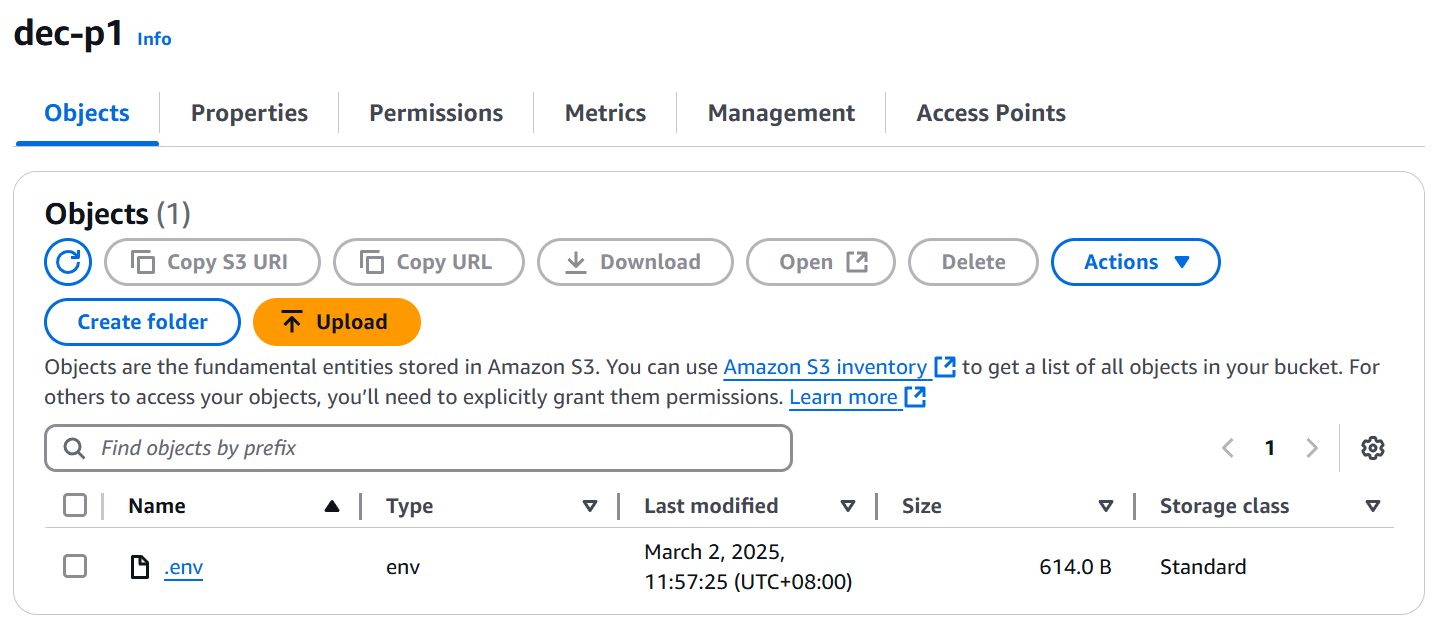 dec-p1 Info
Objects Properties Permissions Metrics Management Access Points
Objects (1)
Copy S3 URI Copy URL Download Open Delete Actions
Create folder Upload
Objects are the fundamental entities stored in Amazon S3. You can use Amazon S3 inventory to get a list of all objects in your bucket. For
others to access your objects, you’ll need to explicitly grant them permissions. Learn more
Find objects by prefix 1
Name Type Last modified Size Storage class
.env env March 2, 2025, 614.0 B Standard
11:57:25 (UTC+08:00)